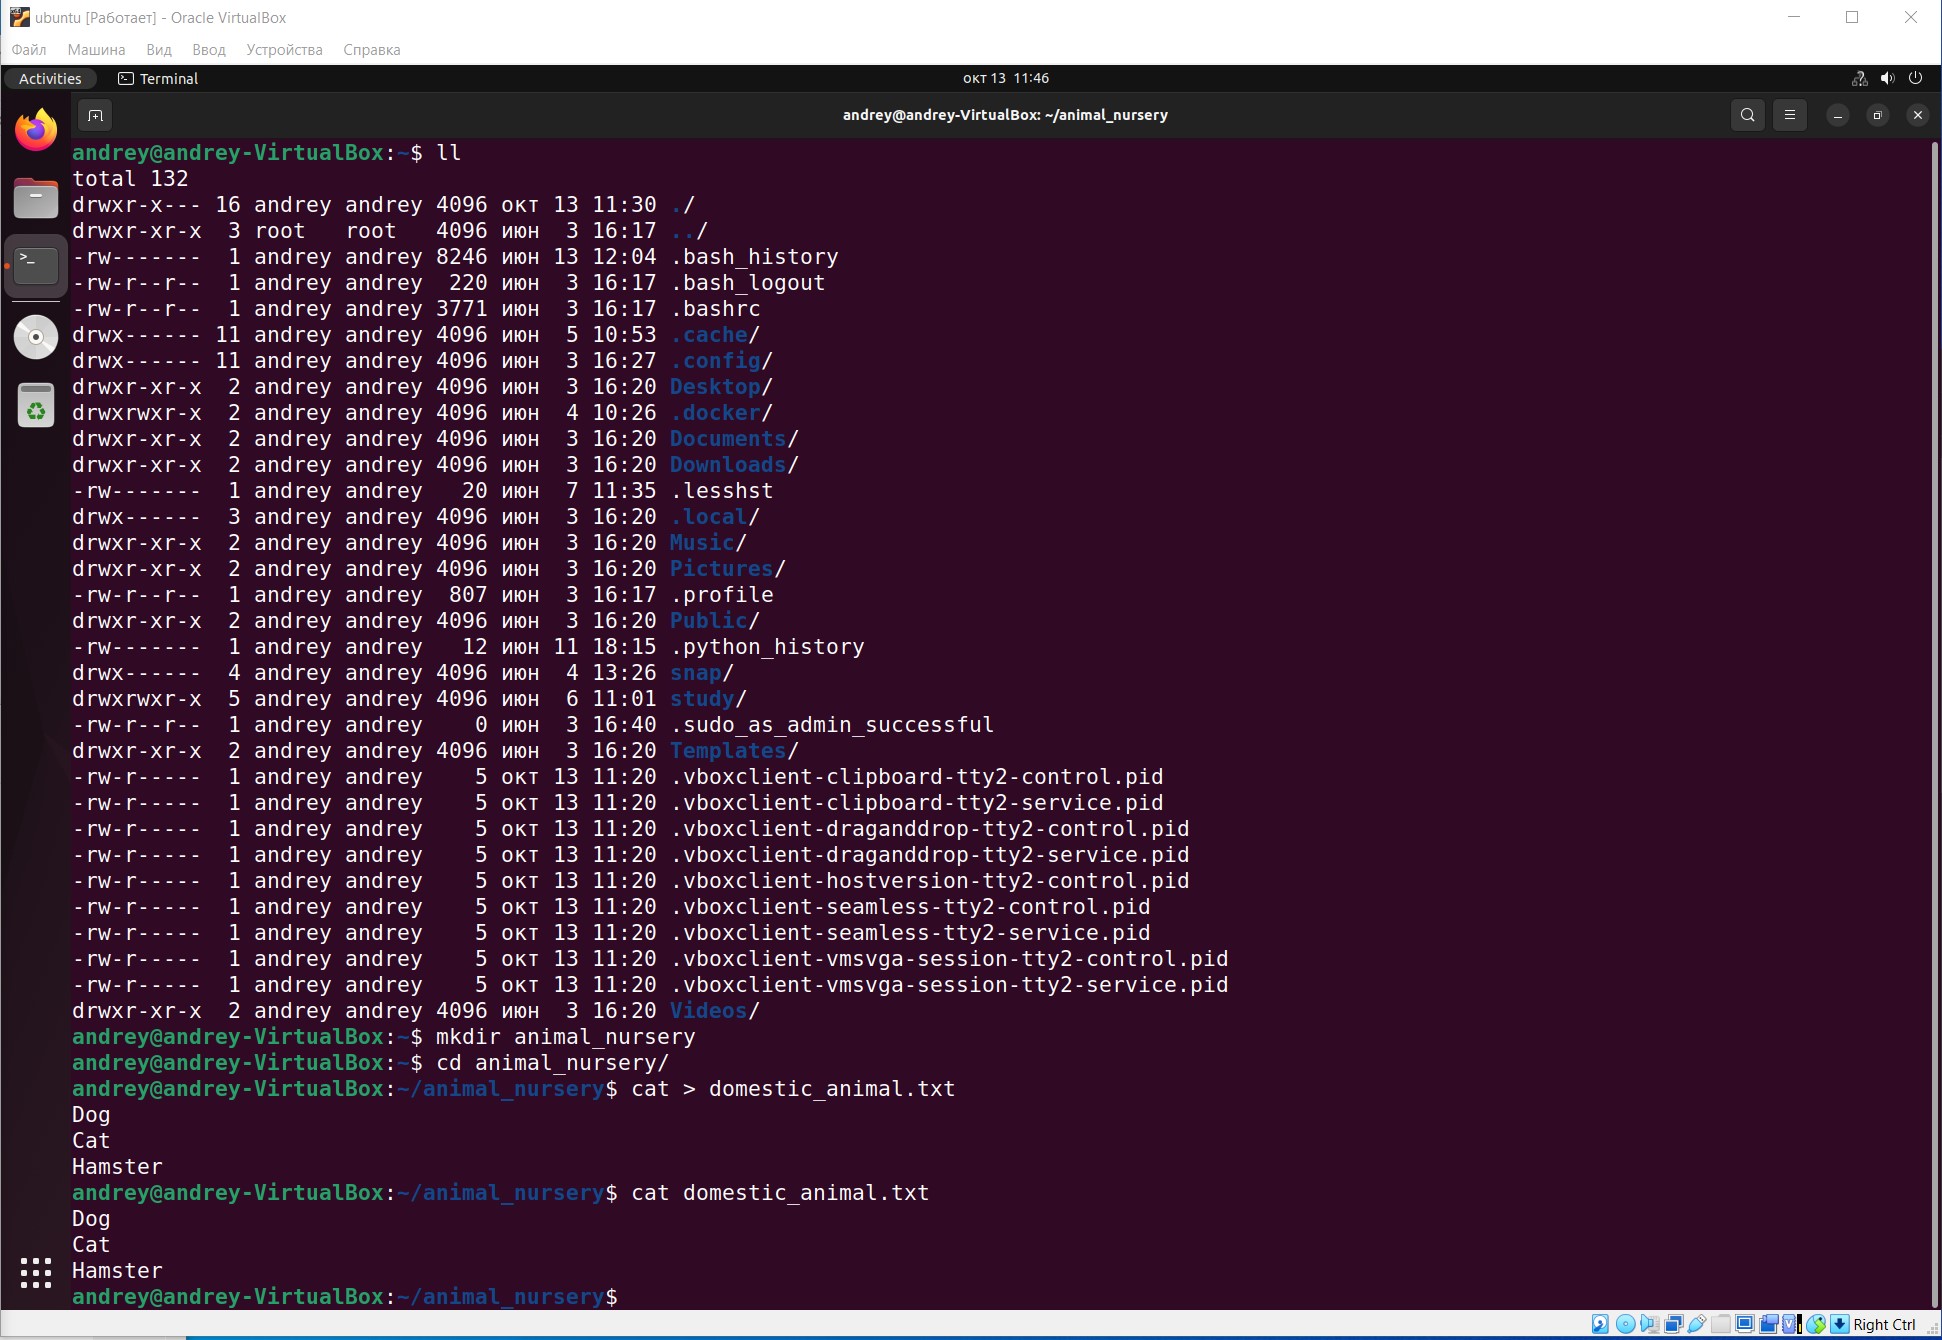 ubuntu [Работает] - Oracle VirtualBox
Файл Машина Вид Ввод Устройства Справка
Activities Terminal окт 13 11:46
andrey@andrey-VirtualBox: ~/animal_nursery
andrey@andrey-VirtualBox:~$ ll
total 132
drwxr-x--- 16 andrey andrey 4096 окт 13 11:30 ./
drwxr-xr-x  3 root   root   4096 июн  3 16:17 ../
-rw-------  1 andrey andrey 8246 июн 13 12:04 .bash_history
-rw-r--r--  1 andrey andrey  220 июн  3 16:17 .bash_logout
-rw-r--r--  1 andrey andrey 3771 июн  3 16:17 .bashrc
drwx------ 11 andrey andrey 4096 июн  5 10:53 .cache/
drwx------ 11 andrey andrey 4096 июн  3 16:27 .config/
drwxr-xr-x  2 andrey andrey 4096 июн  3 16:20 Desktop/
drwxrwxr-x  2 andrey andrey 4096 июн  4 10:26 .docker/
drwxr-xr-x  2 andrey andrey 4096 июн  3 16:20 Documents/
drwxr-xr-x  2 andrey andrey 4096 июн  3 16:20 Downloads/
-rw-------  1 andrey andrey   20 июн  7 11:35 .lesshst
drwx------  3 andrey andrey 4096 июн  3 16:20 .local/
drwxr-xr-x  2 andrey andrey 4096 июн  3 16:20 Music/
drwxr-xr-x  2 andrey andrey 4096 июн  3 16:20 Pictures/
-rw-r--r--  1 andrey andrey  807 июн  3 16:17 .profile
drwxr-xr-x  2 andrey andrey 4096 июн  3 16:20 Public/
-rw-------  1 andrey andrey   12 июн 11 18:15 .python_history
drwx------  4 andrey andrey 4096 июн  4 13:26 snap/
drwxrwxr-x  5 andrey andrey 4096 июн  6 11:01 study/
-rw-r--r--  1 andrey andrey    0 июн  3 16:40 .sudo_as_admin_successful
drwxr-xr-x  2 andrey andrey 4096 июн  3 16:20 Templates/
-rw-r-----  1 andrey andrey    5 окт 13 11:20 .vboxclient-clipboard-tty2-control.pid
-rw-r-----  1 andrey andrey    5 окт 13 11:20 .vboxclient-clipboard-tty2-service.pid
-rw-r-----  1 andrey andrey    5 окт 13 11:20 .vboxclient-draganddrop-tty2-control.pid
-rw-r-----  1 andrey andrey    5 окт 13 11:20 .vboxclient-draganddrop-tty2-service.pid
-rw-r-----  1 andrey andrey    5 окт 13 11:20 .vboxclient-hostversion-tty2-control.pid
-rw-r-----  1 andrey andrey    5 окт 13 11:20 .vboxclient-seamless-tty2-control.pid
-rw-r-----  1 andrey andrey    5 окт 13 11:20 .vboxclient-seamless-tty2-service.pid
-rw-r-----  1 andrey andrey    5 окт 13 11:20 .vboxclient-vmsvga-session-tty2-control.pid
-rw-r-----  1 andrey andrey    5 окт 13 11:20 .vboxclient-vmsvga-session-tty2-service.pid
drwxr-xr-x  2 andrey andrey 4096 июн  3 16:20 Videos/
andrey@andrey-VirtualBox:~$ mkdir animal_nursery
andrey@andrey-VirtualBox:~$ cd animal_nursery/
andrey@andrey-VirtualBox:~/animal_nursery$ cat > domestic_animal.txt
Dog
Cat
Hamster
andrey@andrey-VirtualBox:~/animal_nursery$ cat domestic_animal.txt
Dog
Cat
Hamster
andrey@andrey-VirtualBox:~/animal_nursery$
Right Ctrl